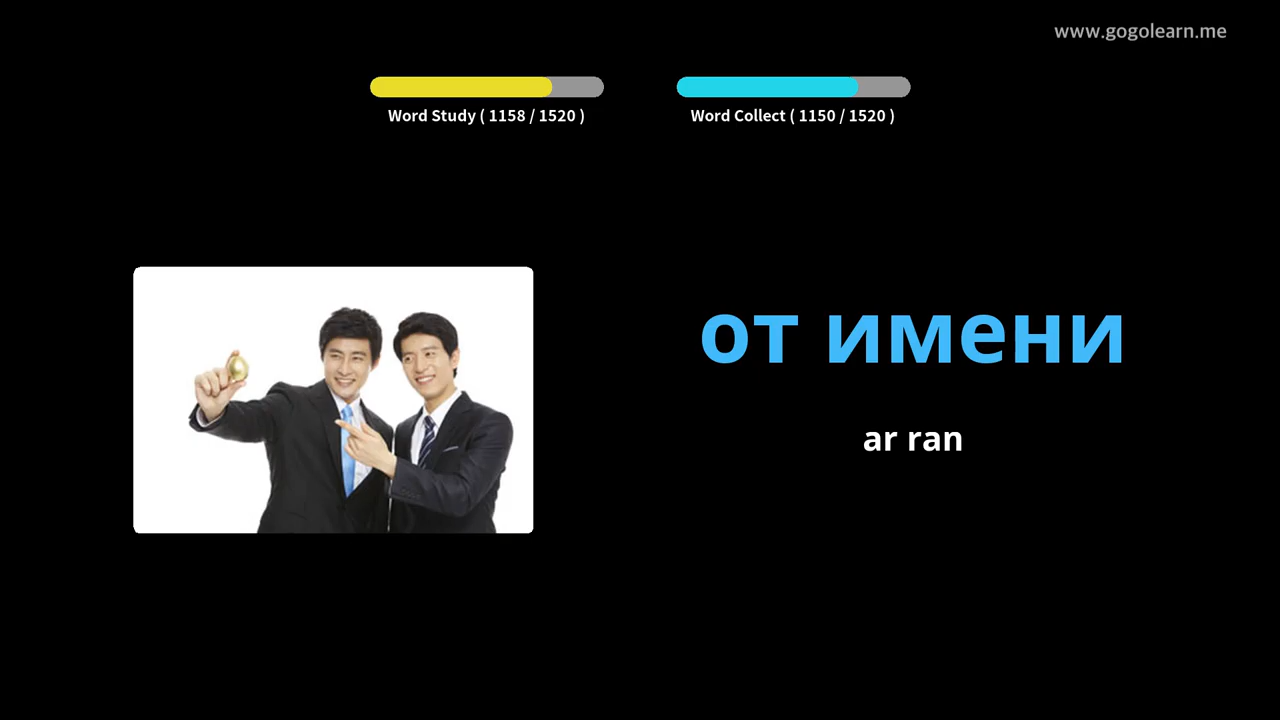 www.gogolearn.me
Word Study ( 1158 / 1520 )
Word Collect ( 1150 / 1520 )
от имени
ar ran